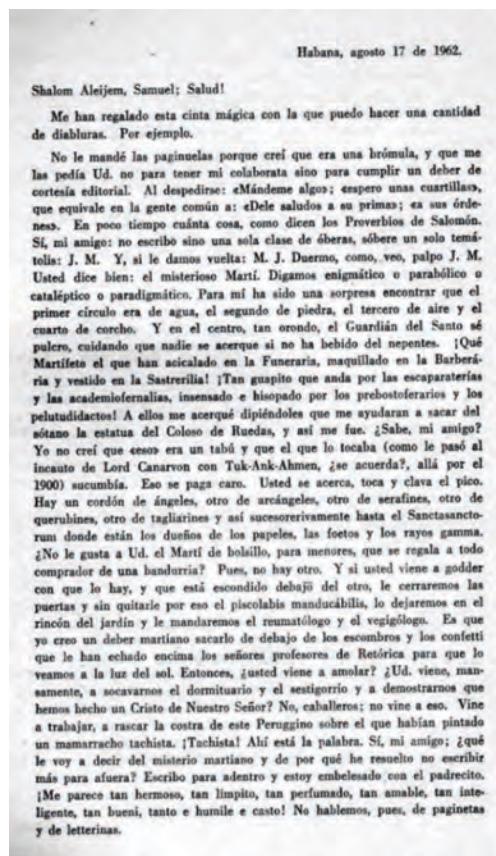 Habana, agosto 17 de 1962.
Shalom Aleijem, Samuel; Salud!
Me han regalado esta cinta mágica con la que puedo hacer una cantidad
de diabluras. Por ejemplo.
No le mandé las paginuelas porque creí que era una brómula, y que me
las pedía Ud. no para tener mi colaborata sino para cumplir un deber de
cortesía editorial. Al despedirse: «Mándeme algo»; «espero unas cuartillas»,
que equivale en la gente común a: «Dele saludos a su prima»; «a sus órde-
nes». En poco tiempo cuánta cosa, como dicen los Proverbios de Salomón.
Sí, mi amigo: no escribo sino una sola clase de óberas, sóbere un solo temá-
tolis: J. M. Y, si le damos vuelta: M. J. Duermo, como, veo, palpo J. M.
Usted dice bien: el misterioso Martí. Digamos enigmático o parabólico o
cataléptico o paradigmático. Para mí ha sido una sorpresa encontrar que el
primer círculo era de agua, el segundo de piedra, el tercero de aire y el
cuarto de corcho. Y en el centro, tan orondo, el Guardián del Santo sé
pulcro, cuidando que nadie se acerque si no ha bebido del nepentes. ¡Qué
Martífeto el que han acicalado en la Funeraria, maquillado en la Barberá-
ria y vestido en la Sastrerilia! ¡Tan guapito que anda por las escaparaterías
y las academiofernalias, insensado e hisopado por los prebostoferarios y los
pelutudidactos! A ellos me acerqué dipiéndoles que me ayudaran a sacar del
sótano la estatua del Coloso de Ruedas, y así me fue. ¿Sabe, mi amigo?
Yo no creí que «eso» era un tabú y que el que lo tocaba (como le pasó al
incauto de Lord Canarvon con Tuk-Ank-Ahmen, ¿se acuerda?, allá por el
1900) sucumbía. Eso se paga caro. Usted se acerca, toca y clava el pico.
Hay un cordón de ángeles, otro de arcángeles, otro de serafines, otro de
querubines, otro de tagliarines y así sucesorerivamente hasta el Sanctasancto-
rum donde están los dueños de los papeles, las foetos y los rayos gamma.
¿No le gusta a Ud. el Martí de bolsillo, para menores, que se regala a todo
comprador de una bandurria? Pues, no hay otro. Y si usted viene a godder
con que lo hay, y que está escondido debajo del otro, le cerraremos las
puertas y sin quitarle por eso el piscolabis manducábilis, lo dejaremos en el
rincón del jardín y le mandaremos el reumatólogo y el vegigólogo. Es que
yo creo un deber martiano sacarlo de debajo de los escombros y los confetti
que le han echado encima los señores profesores de Retórica para que lo
veamos a la luz del sol. Entonces, ¿usted viene a amolar? ¿Ud. viene, man-
samente, a socavarnos el dormituario y el sestigorrio y a demostrarnos que
hemos hecho un Cristo de Nuestro Señor? No, caballeros; no vine a eso. Vine
a trabajar, a rascar la costra de este Peruggino sobre el que habían pintado
un mamarracho tachista. ¡Tachista! Ahí está la palabra. Sí, mi amigo; ¿qué
le voy a decir del misterio martiano y de por qué he resuelto no escribir
más para afuera? Escribo para adentro y estoy embelesado con el padrecito.
¡Me parece tan hermoso, tan limpito, tan perfumado, tan amable, tan inte-
ligente, tan bueni, tanto e humile e casto! No hablemos, pues, de paginetas
y de letterinas.